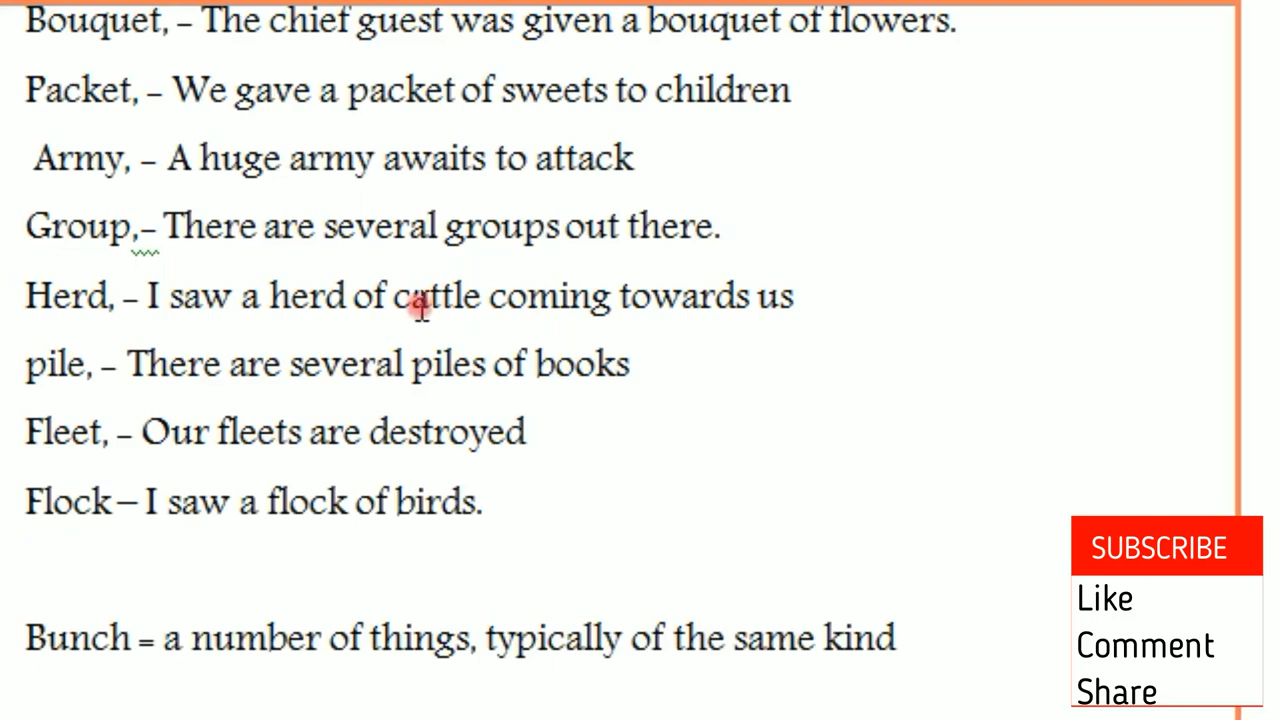 Bouquet, – The chief guest was given a bouquet of flowers.
Packet, – We gave a packet of sweets to children
Army, – A huge army awaits to attack
Group,– There are several groups out there.
Herd, – I saw a herd of cattle coming towards us
pile, – There are several piles of books
Fleet, – Our fleets are destroyed
Flock – I saw a flock of birds.
Bunch = a number of things, typically of the same kind
SUBSCRIBE
Like
Comment
Share